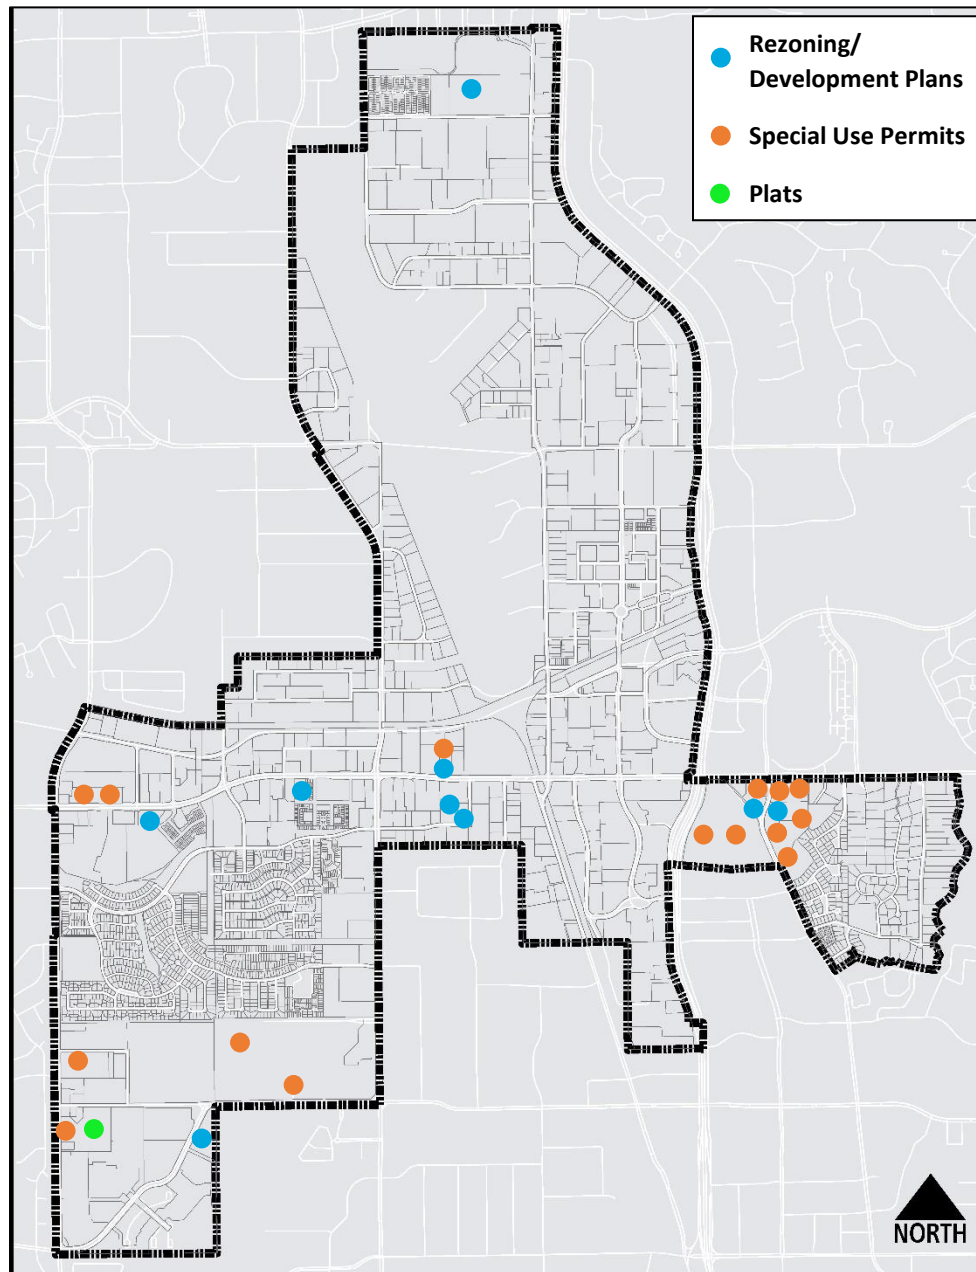 Rezoning/
Development Plans
Special Use Permits
Plats
NORTH